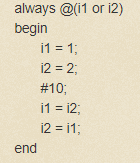 always @(i1 or i2)
begin
i1 = 1;
i2 = 2;
#10;
i1 = i2;
i2 = i1;
end